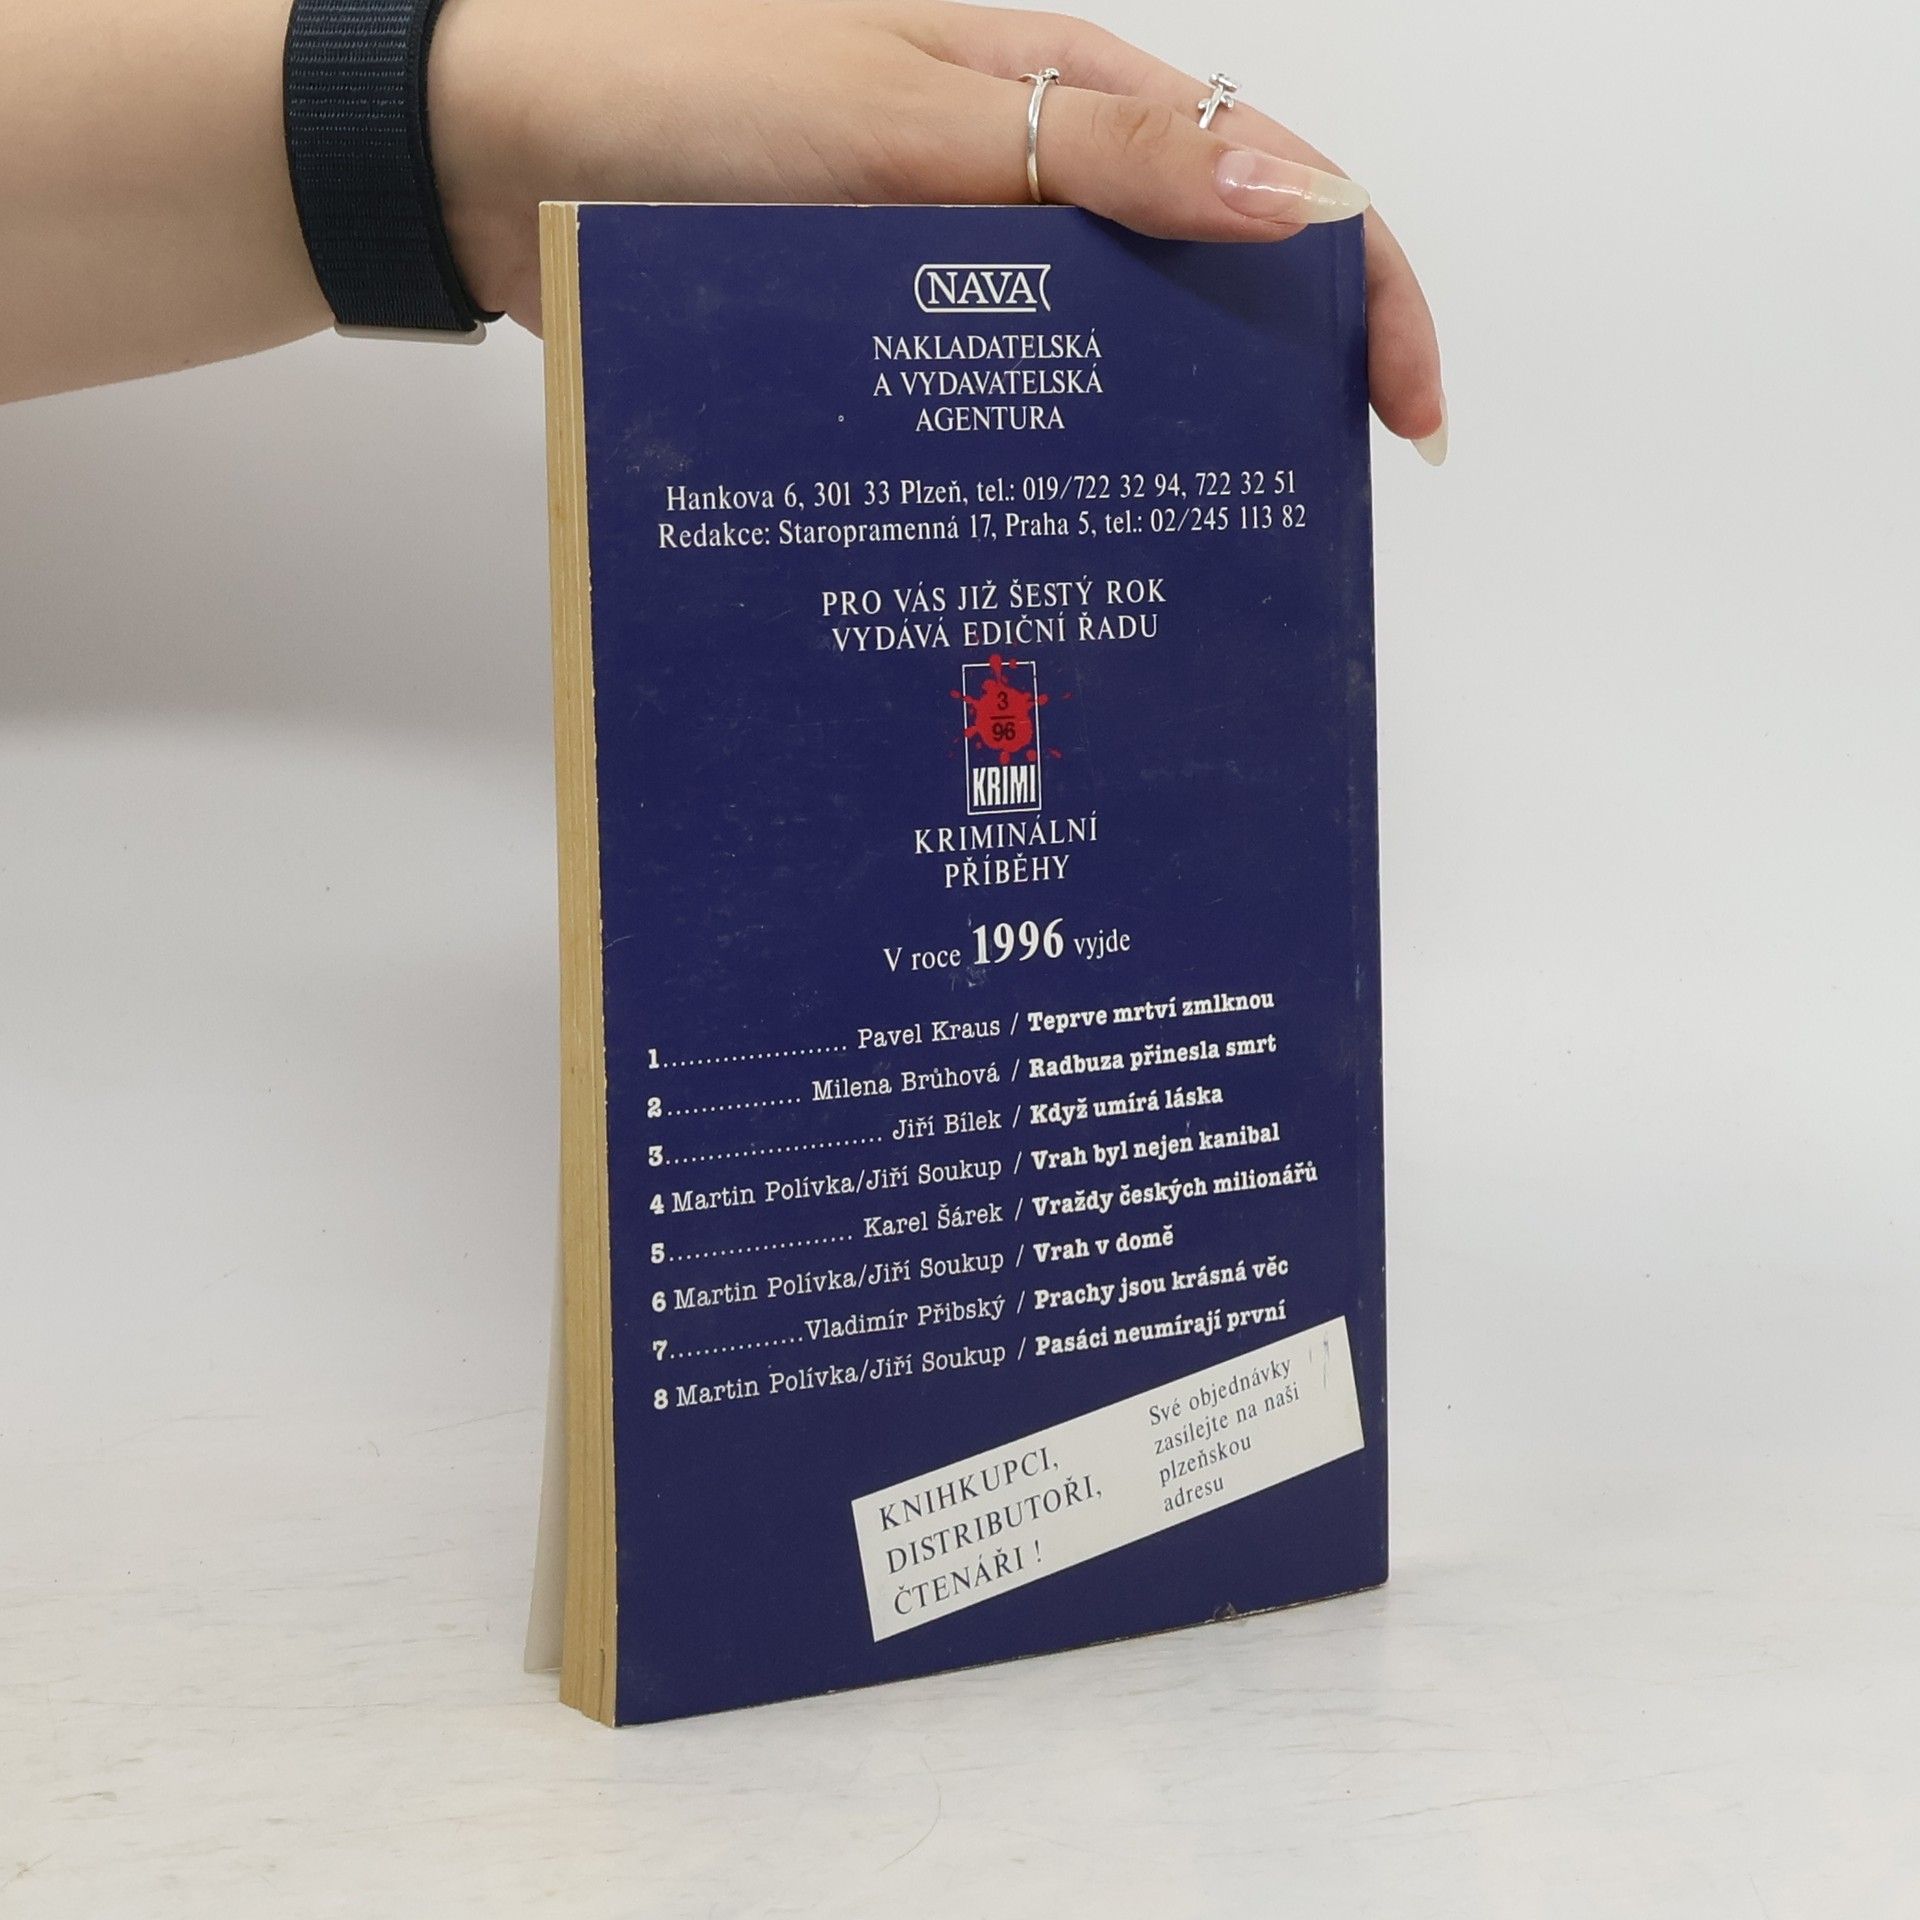 NAVA
NAKLADATELSKÁ
A VYDAVATELSKÁ
AGENTURA
Hankova 6, 301 33 Plzeň, tel.: 019/722 32 94, 722 32 51
Redakce: Staropramenná 17, Praha 5, tel.: 02/245 113 82
PRO VÁS JIŽ ŠESTÝ ROK
VYDÁVÁ EDIČNÍ ŘADU
3
96
KRIMI
KRIMINÁLNÍ
PŘÍBĚHY
V roce 1996 vyjde
1...................... Pavel Kraus / Teprve mrtví zmlknou
2................ Milena Brůhová / Radbuza přinesla smrt
3.......................... Jiří Bílek / Když umírá láska
4 Martin Polívka/Jiří Soukup / Vrah byl nejen kanibal
5...................... Karel Šárek / Vraždy českých milionářů
6 Martin Polívka/Jiří Soukup / Vrah v domě
7................Vladimír Přibský / Prachy jsou krásná věc
8 Martin Polívka/Jiří Soukup / Pasáci neumírají první
KNIHKUPCI,
DISTRIBUTOŘI,
ČTENÁŘI !
Své objednávky
zasílejte na naši
plzeňskou
adresu